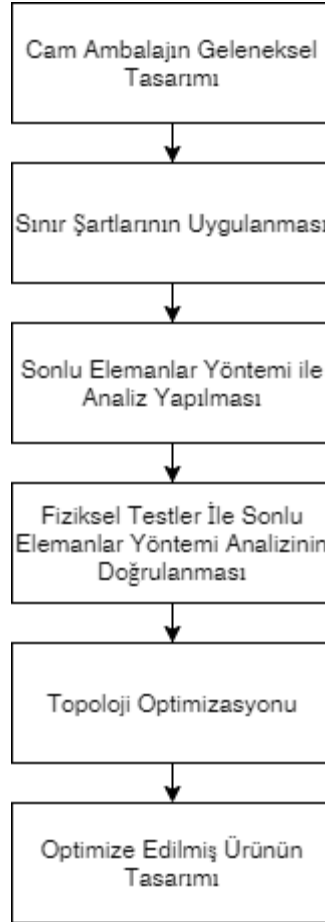 Cam Ambalajın Geleneksel
Tasarımı
Sınır Şartlarının Uygulanması
Sonlu Elemanlar Yöntemi ile
Analiz Yapılması
Fiziksel Testler İle Sonlu
Elemanlar Yöntemi Analizinin
Doğrulanması
Topoloji Optimizasyonu
Optimize Edilmiş Ürünün
Tasarımı